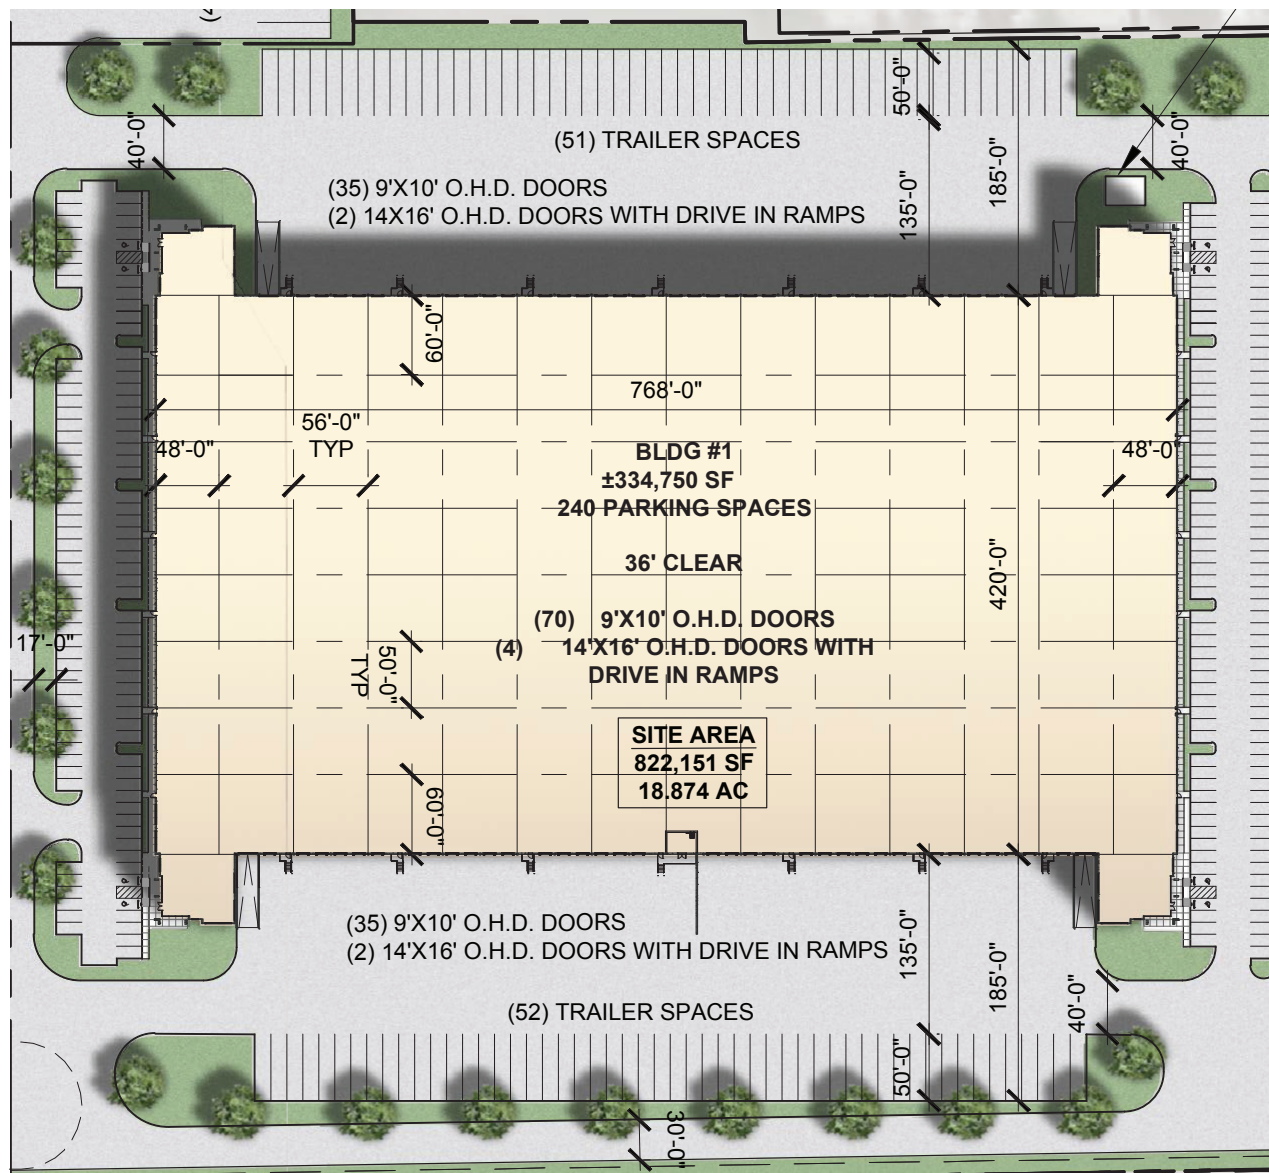 50'-0"
40'-0"
(51) TRAILER SPACES
40'-0"
185'-0"
(35) 9'X10' O.H.D. DOORS
(2) 14X16' O.H.D. DOORS WITH DRIVE IN RAMPS
135'-0"
60'-0"
768'-0"
56'-0"
TYP
48'-0"
48'-0"
BLDG #1
±334,750 SF
240 PARKING SPACES
36' CLEAR
420'-0"
(70) 9'X10' O.H.D. DOORS
(4) 14'X16' O.H.D. DOORS WITH
DRIVE IN RAMPS
17'-0"
50'-0"
TYP
SITE AREA
822,151 SF
18.874 AC
60'-0"
(35) 9'X10' O.H.D. DOORS
(2) 14'X16' O.H.D. DOORS WITH DRIVE IN RAMPS
135'-0"
185'-0"
40'-0"
(52) TRAILER SPACES
50'-0"
30'-0"